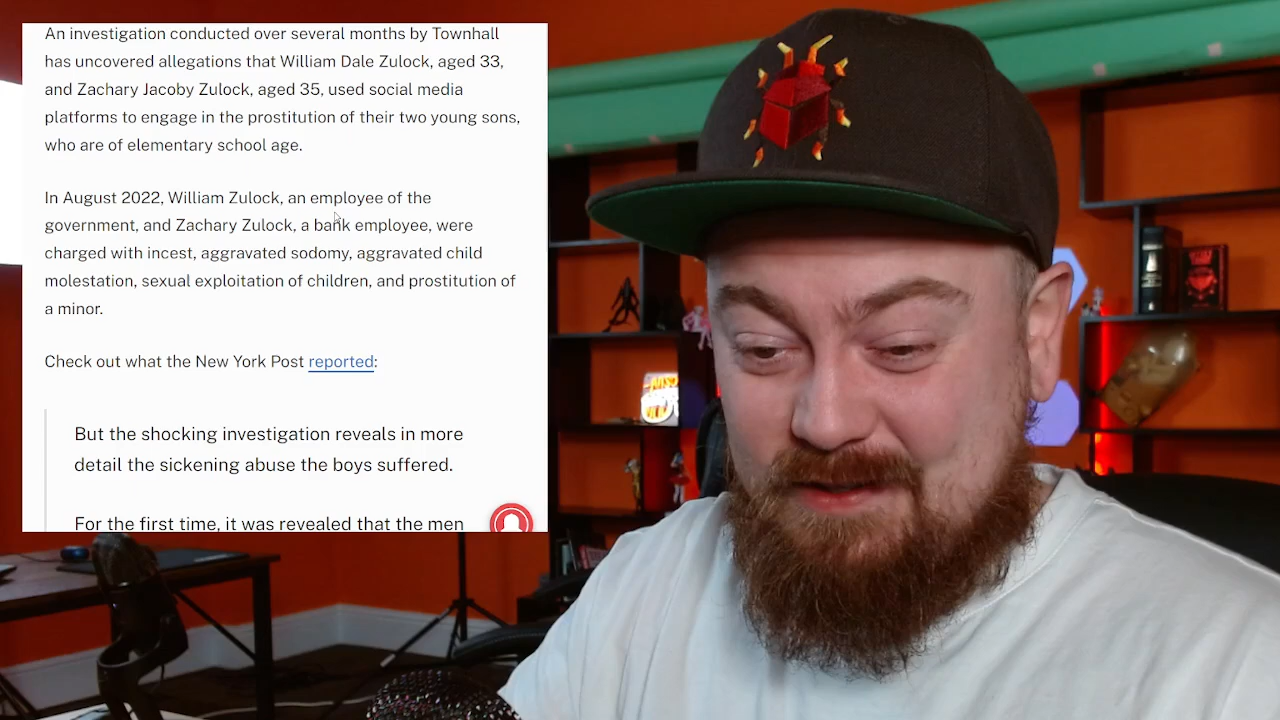 An investigation conducted over several months by Townhall
has uncovered allegations that William Dale Zulock, aged 33,
and Zachary Jacoby Zulock, aged 35, used social media
platforms to engage in the prostitution of their two young sons,
who are of elementary school age.
In August 2022, William Zulock, an employee of the
government, and Zachary Zulock, a bank employee, were
charged with incest, aggravated sodomy, aggravated child
molestation, sexual exploitation of children, and prostitution of
a minor.
Check out what the New York Post reported:
But the shocking investigation reveals in more
detail the sickening abuse the boys suffered.
For the first time, it was revealed that the men